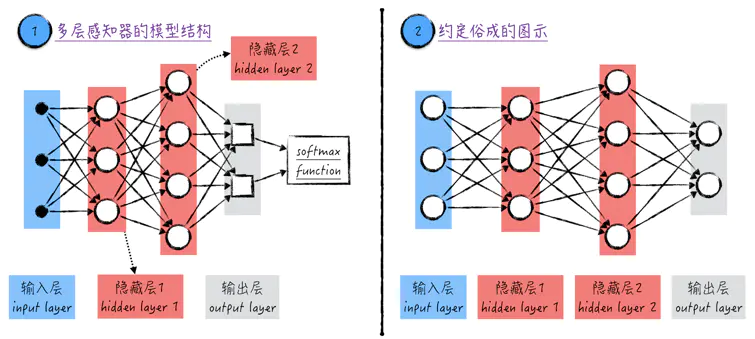 1 多层感知器的模型结构
隐藏层2
hidden layer 2
softmax
function
输入层
input layer
隐藏层1
hidden layer 1
输出层
output layer
2 约定俗成的图示
输入层
input layer
隐藏层1
hidden layer 1
隐藏层2
hidden layer 2
输出层
output layer